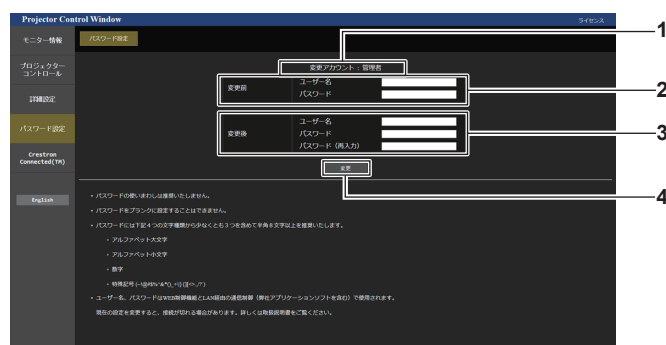 Projector Control Window
ライセンス
モニター情報
パスワード設定
プロジェクター
コントロール
詳細設定
パスワード設定
Crestron
Connected(TM)
English
変更アカウント：管理者
変更前
ユーザー名
パスワード
変更後
ユーザー名
パスワード
パスワード（再入力）
変更
1
2
3
4
・パスワードの使いまわしは推奨いたしません。
・パスワードをブランクに設定することはできません。
・パスワードには下記４つの文字種類から少なくとも３つを含めて半角８文字以上を推奨いたします。
・アルファベット大文字
・アルファベット小文字
・数字
・特殊記号
・ユーザー名、パスワードはWEB制御機能とLAN経由の通信制御（弊社アプリケーションソフトを含む）で使用されます。
現在の設定を変更すると、接続が切れる場合があります。詳しくは取扱説明書をご覧ください。